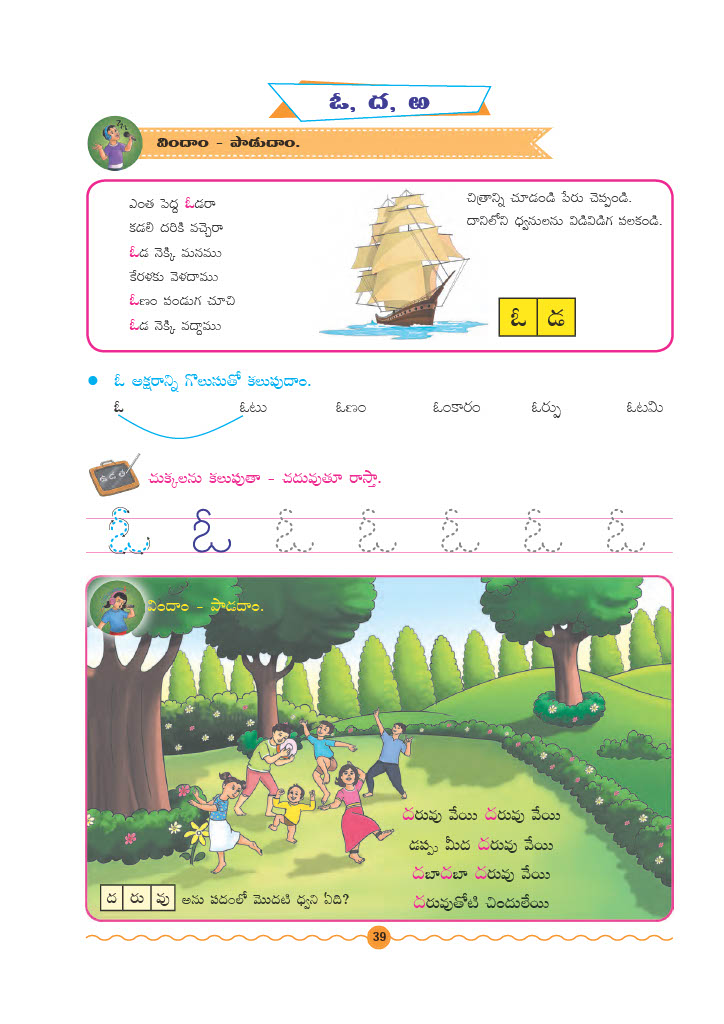 ఓ, ద, ఱ
విందాం - పాడుదాం.
ఎంత పెద్ద ఓడరా
కడలి దరికి వచ్చెరా
ఓడ నెక్కి మనము
కేరళకు వెళదాము
ఓణం పండుగ చూచి
ఓడ నెక్కి వద్దాము
చిత్రాన్ని చూడండి పేరు చెప్పండి.
దానిలోని ధ్వనులను విడివిడిగ పలకండి.
ఓ డ
ఓ అక్షరాన్ని గొలుసుతో కలుపుదాం.
ఓ ఓటు ఓణం ఓంకారం ఓర్పు ఓటమి
చుక్కలను కలుపుతా - చదువుతూ రాస్తా.
ఓ ఓ ఓ ఓ ఓ ఓ ఓ
విందాం - పాడదాం.
దరువు వేయి దరువు వేయి
డప్పు మీద దరువు వేయి
దబాదబా దరువు వేయి
దరువుతోటి చిందులేయి
ద రు వు అను పదంలో మొదటి ధ్వని ఏది?
39